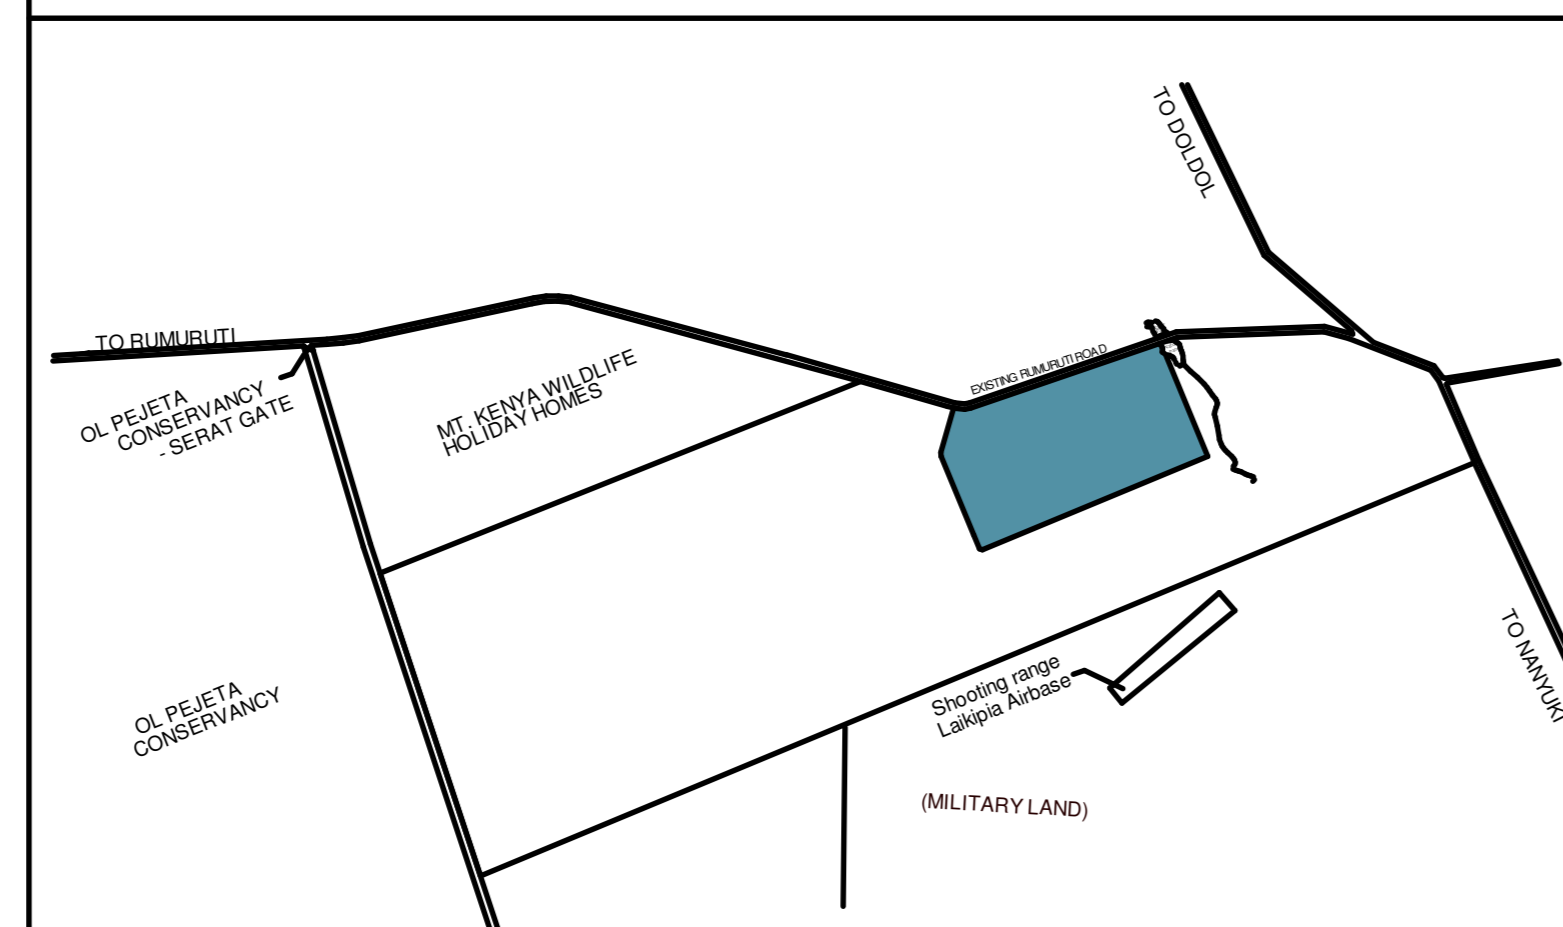 TO DOLDOL
TO RUMURUTI
EXISTING RUMURUTI ROAD
OL PEJETA
CONSERVANCY
- SERAT GATE
MT. KENYA WILDLIFE
HOLIDAY HOMES
OL PEJETA
CONSERVANCY
Shooting range
Laikipia Airbase
TO NANYUKI
(MILITARY LAND)